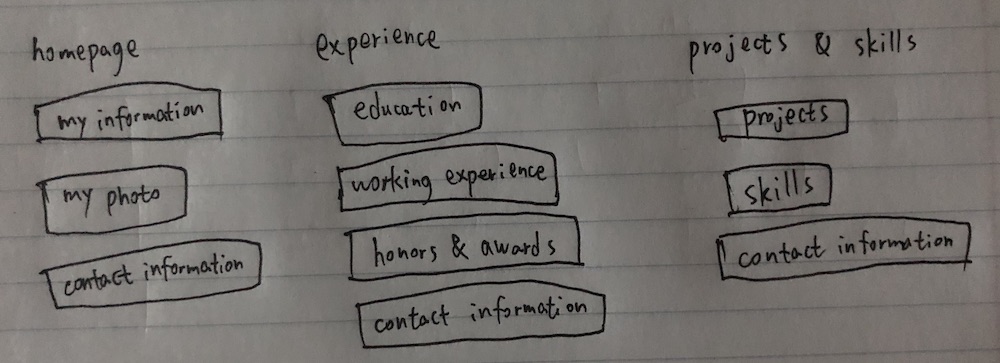 homepage
my information
my photo
contact information
experience
education
working experience
honors & awards
contact information
projects & skills
projects
skills
contact information